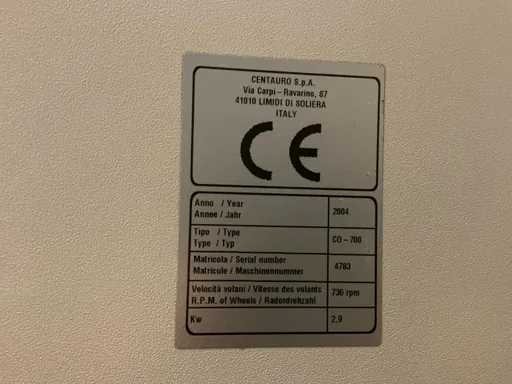 CENTAURO S.p.A.
Via Carpi – Ravarino, 87
41010 LIMIDI DI SOLIERA
ITALY
CE
Anno / Year
Annee / Jahr
2004
Tipo / Type
Type / Typ
CO – 700
Matricola / Serial number
Matricule / Maschinennummer
4783
Velocità volani / Vitesse des volants
R.P.M. of Wheels / Radordrehzahl
736 rpm
Kw
2,9